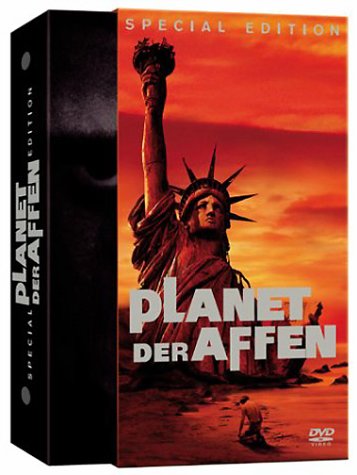 SPECIAL EDITION
PLANET
DER AFFEN
DVD
VIDEO
SPECIAL EDITION
PLANET
DER AFFEN